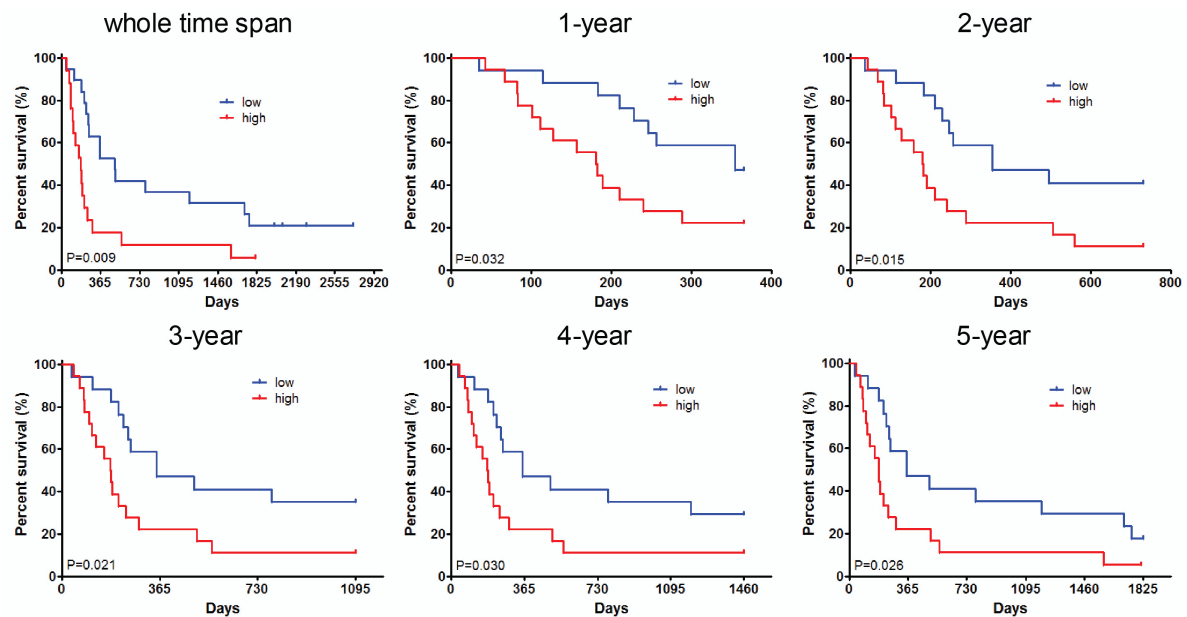 whole time span
Percent survival (%)
100
80
60
40
20
0
low
high
P=0.009
0 365 730 1095 1460 1825 2190 2555 2920
Days
1-year
Percent survival (%)
100
80
60
40
20
0
low
high
P=0.032
0 100 200 300 400
Days
2-year
Percent survival (%)
100
80
60
40
20
0
low
high
P=0.015
0 200 400 600 800
Days
3-year
Percent survival (%)
100
80
60
40
20
0
low
high
P=0.021
0 365 730 1095
Days
4-year
Percent survival (%)
100
80
60
40
20
0
low
high
P=0.030
0 365 730 1095 1460
Days
5-year
Percent survival (%)
100
80
60
40
20
0
low
high
P=0.026
0 365 730 1095 1460 1825
Days